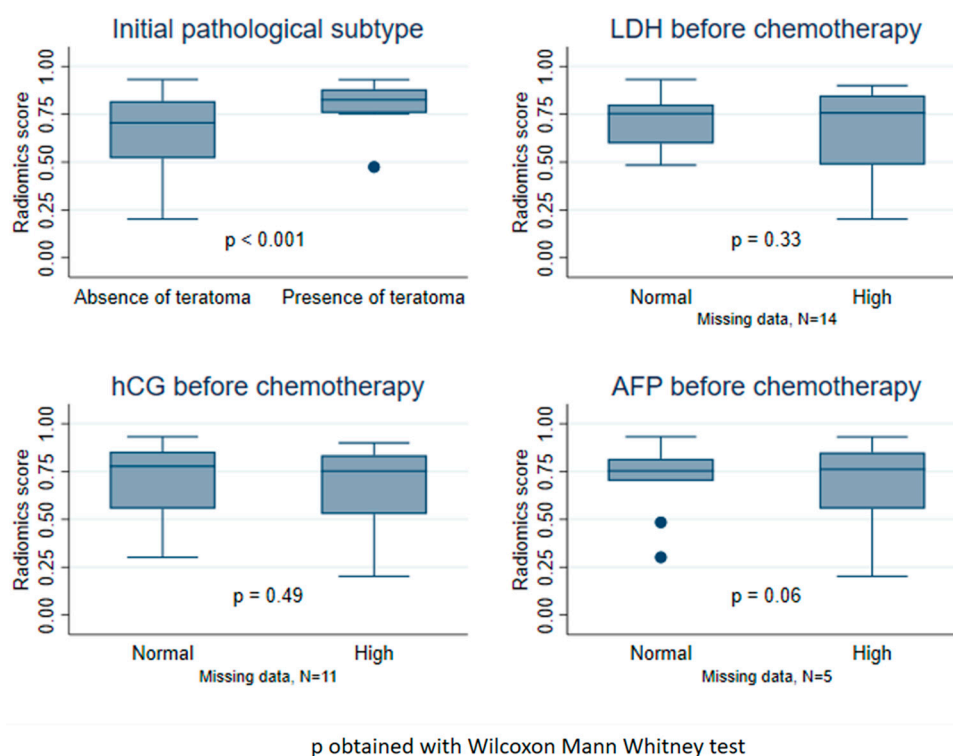 Initial pathological subtype
Radiomics score
1.00
0.75
0.50
0.25
0.00
p < 0.001
Absence of teratoma
Presence of teratoma
LDH before chemotherapy
Radiomics score
1.00
0.75
0.50
0.25
0.00
p = 0.33
Normal
High
Missing data, N=14
hCG before chemotherapy
Radiomics score
1.00
0.75
0.50
0.25
0.00
p = 0.49
Normal
High
Missing data, N=11
AFP before chemotherapy
Radiomics score
1.00
0.75
0.50
0.25
0.00
p = 0.06
Normal
High
Missing data, N=5
p obtained with Wilcoxon Mann Whitney test